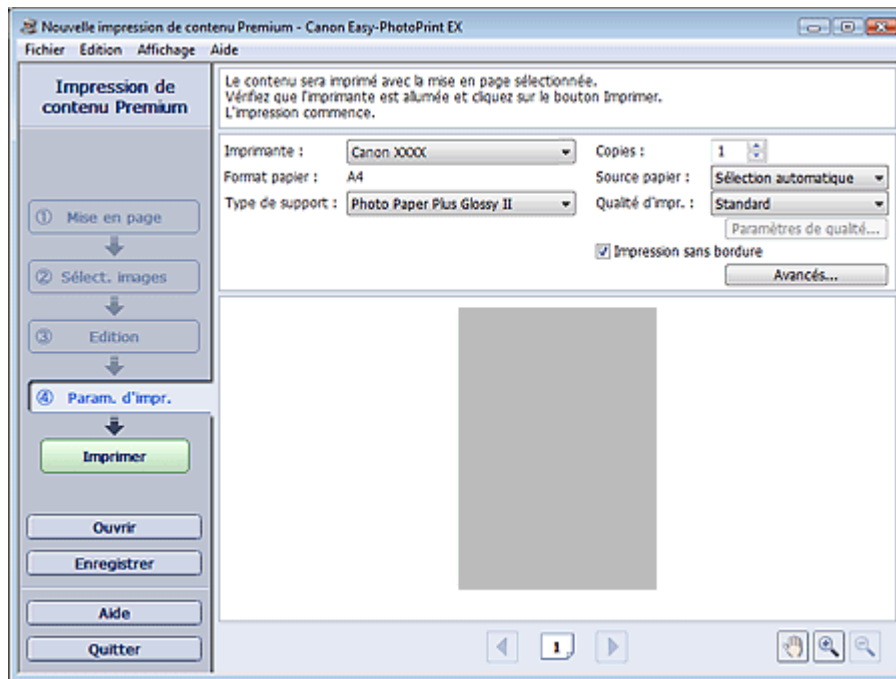 Nouvelle impression de contenu Premium - Canon Easy-PhotoPrint EX
Fichier Edition Affichage Aide
Impression de
contenu Premium
Le contenu sera imprimé avec la mise en page sélectionnée.
Vérifiez que l'imprimante est allumée et cliquez sur le bouton Imprimer.
L'impression commence.
Imprimante : Canon XXXX Copies : 1
Format papier : A4 Source papier : Sélection automatique
Type de support : Photo Paper Plus Glossy II Qualité d'impr. : Standard
Paramètres de qualité...
Impression sans bordure
Avancés...
① Mise en page
② Sélect. images
③ Edition
④ Param. d'impr.
Imprimer
Ouvrir
Enregistrer
Aide
Quitter
1